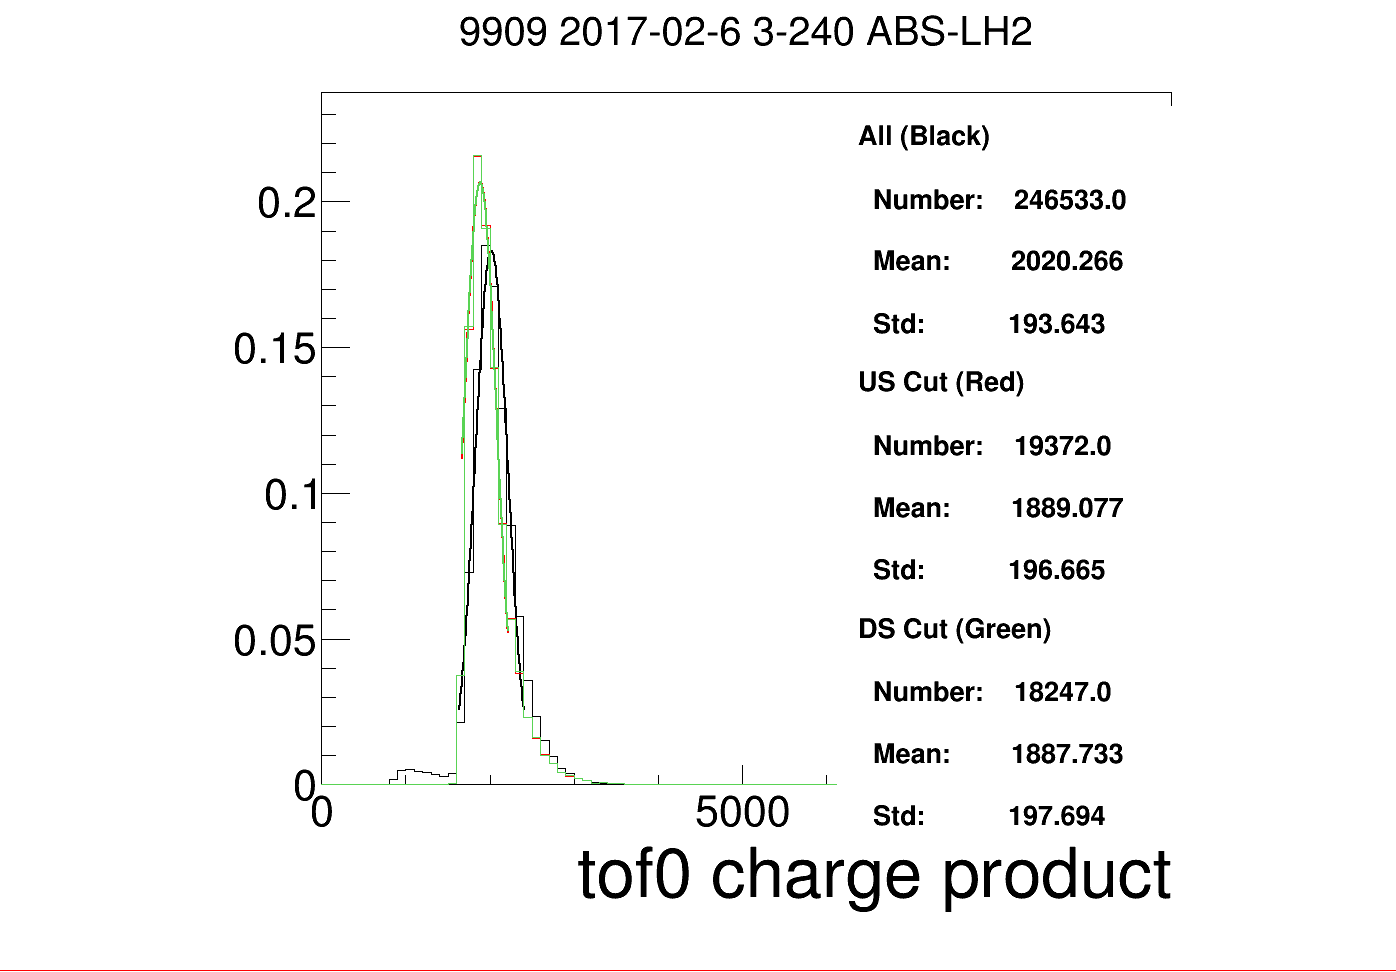 9909 2017-02-6 3-240 ABS-LH2
All (Black)
Number: 246533.0
Mean: 2020.266
Std: 193.643
US Cut (Red)
Number: 19372.0
Mean: 1889.077
Std: 196.665
DS Cut (Green)
Number: 18247.0
Mean: 1887.733
Std: 197.694
0.2
0.15
0.1
0.05
0
0 5000
tof0 charge product